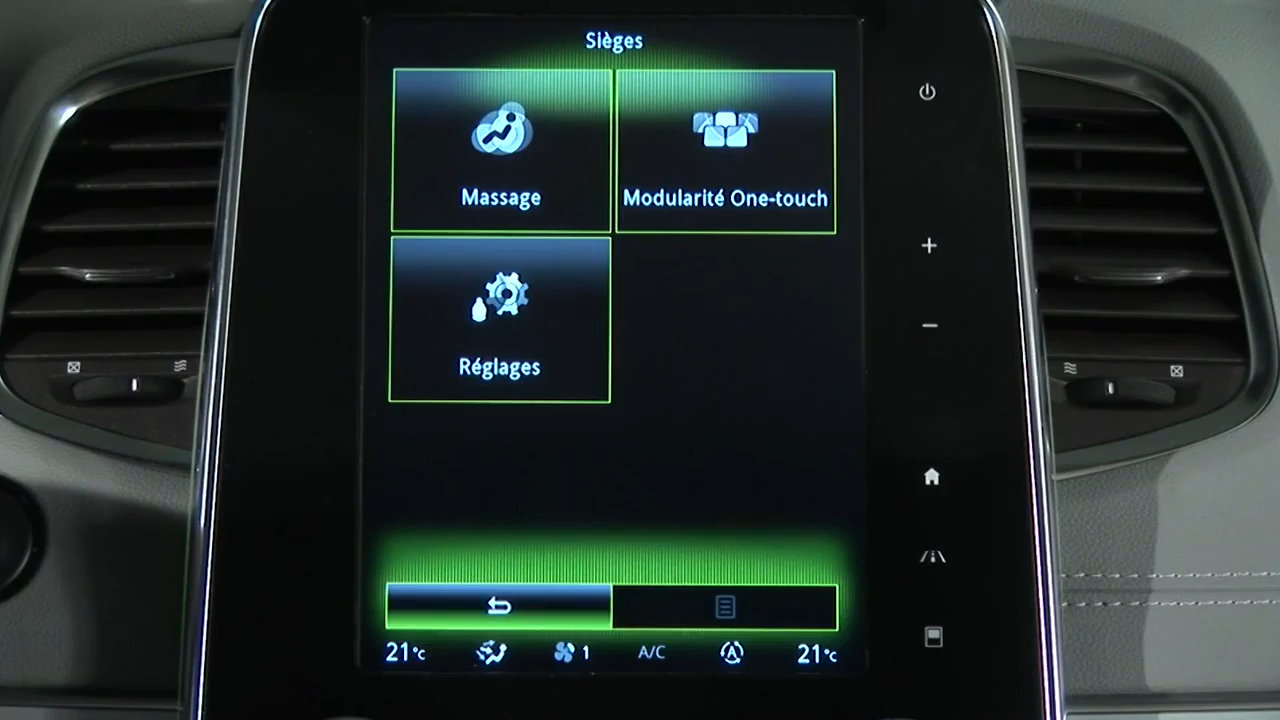 Sièges
Massage
Modularité One-touch
Réglages
21°c
1
A/C
A
21°c